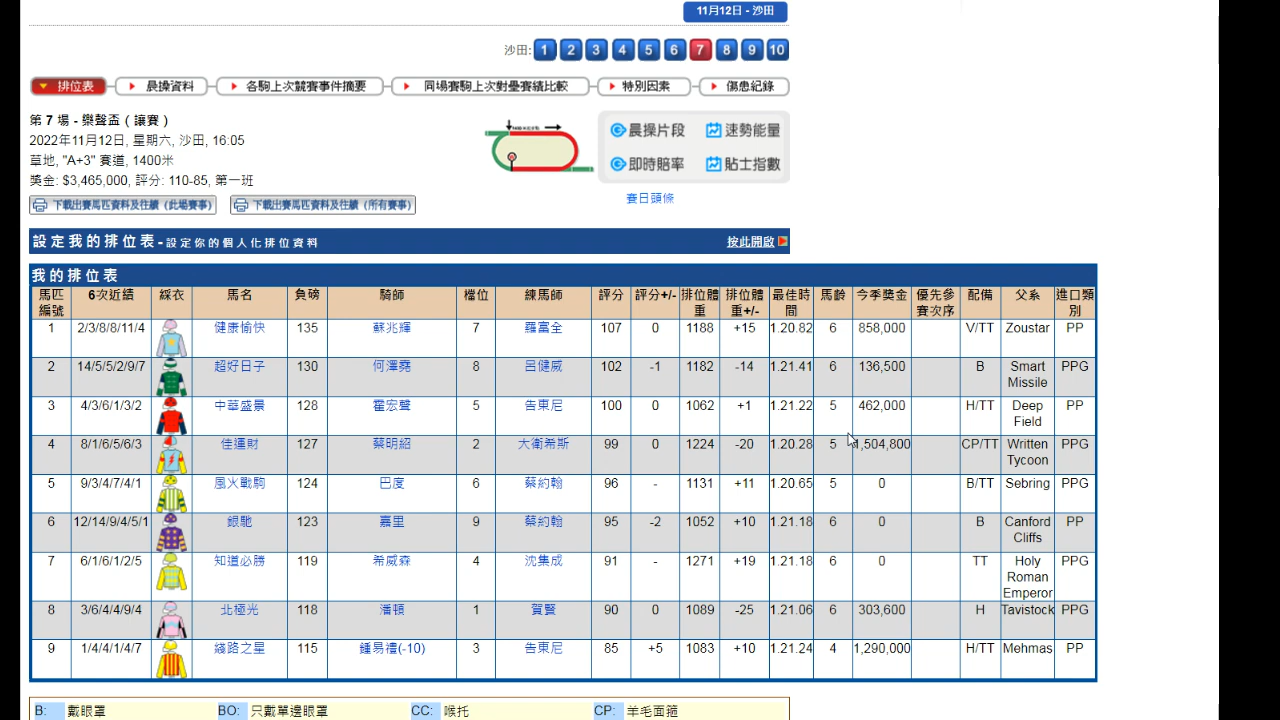 11月12日 - 沙田
沙田: 1 2 3 4 5 6 7 8 9 10
排位表 晨操資料 各駒上次競賽事件摘要 同場賽駒上次對壘賽績比較 特別因素 傷患紀錄
第 7 場 - 樂聲盃 ( 讓賽 )
2022年11月12日, 星期六, 沙田, 16:05
草地, "A+3" 賽道, 1400米
獎金: $3,465,000, 評分: 110-85, 第一班
晨操片段 速勢能量
即時賠率 貼士指數
賽日頭條
下載出賽馬匹資料及往績 (此場賽事) 下載出賽馬匹資料及往績 (所有賽事)
設定我的排位表 - 設定你的個人化排位資料 按此開啟
我的排位表
馬匹編號 6次近績 綵衣 馬名 負磅 騎師 檔位 練馬師 評分 評分+/- 排位體重 排位體重+/- 最佳時間 馬齡 今季獎金 優先參賽次序 配備 父系 進口類別
1 2/3/8/8/11/4 健康愉快 135 蘇兆輝 7 羅富全 107 0 1188 +15 1.20.82 6 858,000 V/TT Zoustar PP
2 14/5/5/2/9/7 超好日子 130 何澤堯 8 呂健威 102 -1 1182 -14 1.21.41 6 136,500 B Smart Missile PPG
3 4/3/6/1/3/2 中華盛景 128 霍宏聲 5 告東尼 100 0 1062 +1 1.21.22 5 462,000 H/TT Deep Field PP
4 8/1/6/5/6/3 佳運財 127 蔡明紹 2 大衛希斯 99 0 1224 -20 1.20.28 5 1,504,800 CP/TT Written Tycoon PPG
5 9/3/4/7/4/1 風火戰駒 124 巴度 6 蔡約翰 96 - 1131 +11 1.20.65 5 0 B/TT Sebring PPG
6 12/14/9/4/5/1 銀馳 123 嘉里 9 蔡約翰 95 -2 1052 +10 1.21.18 6 0 B Canford Cliffs PP
7 6/1/6/1/2/5 知道必勝 119 希威森 4 沈集成 91 - 1271 +19 1.21.18 6 0 TT Holy Roman Emperor PPG
8 3/6/4/4/9/4 北極光 118 潘頓 1 賀賢 90 0 1089 -25 1.21.06 6 303,600 H Tavistock PPG
9 1/4/4/1/4/7 綫路之星 115 鍾易禮(-10) 3 告東尼 85 +5 1083 +10 1.21.24 4 1,290,000 H/TT Mehmas PP
B: 戴眼罩 BO: 只戴單邊眼罩 CC: 喉托 CP: 羊毛面箍